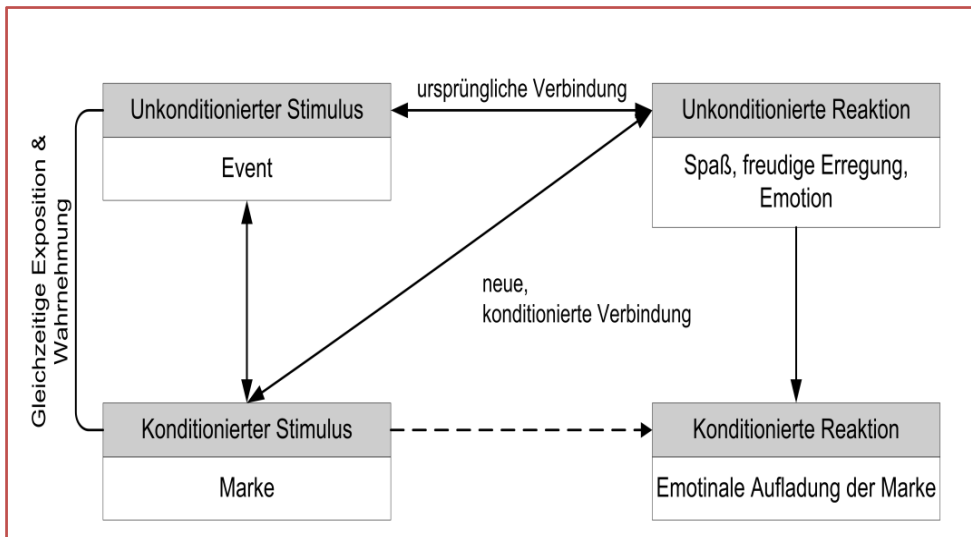 ursprüngliche Verbindung
Unkonditionierter Stimulus
Event
Unkonditionierte Reaktion
Spaß, freudige Erregung,
Emotion
Gleichzeitige Exposition &
Wahrnehmung
neue,
konditionierte Verbindung
Konditionierter Stimulus
Marke
Konditionierte Reaktion
Emotinale Aufladung der Marke